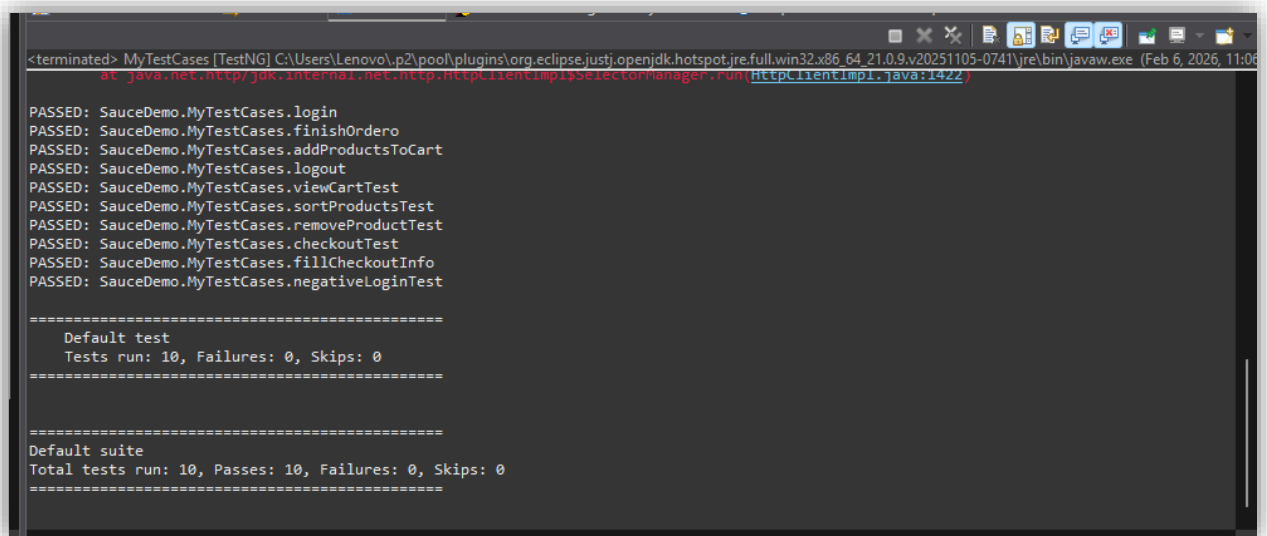 <terminated> MyTestCases [TestNG] C:\Users\Lenovo\.p2\pool\plugins\org.eclipse.justj.openjdk.hotspot.jre.full.win32.x86_64_21.0.9.v20251105-0741\jre\bin\javaw.exe (Feb 6, 2026, 11:06
at java.net.http/jdk.internal.net.http.HttpClientImpl$SelectorManager.run(HttpClientImpl.java:1422)
PASSED: SauceDemo.MyTestCases.login
PASSED: SauceDemo.MyTestCases.finishOrdero
PASSED: SauceDemo.MyTestCases.addProductsToCart
PASSED: SauceDemo.MyTestCases.logout
PASSED: SauceDemo.MyTestCases.viewCartTest
PASSED: SauceDemo.MyTestCases.sortProductsTest
PASSED: SauceDemo.MyTestCases.removeProductTest
PASSED: SauceDemo.MyTestCases.checkoutTest
PASSED: SauceDemo.MyTestCases.fillCheckoutInfo
PASSED: SauceDemo.MyTestCases.negativeLoginTest
===============================================
Default test
Tests run: 10, Failures: 0, Skips: 0
===============================================
===============================================
Default suite
Total tests run: 10, Passes: 10, Failures: 0, Skips: 0
===============================================